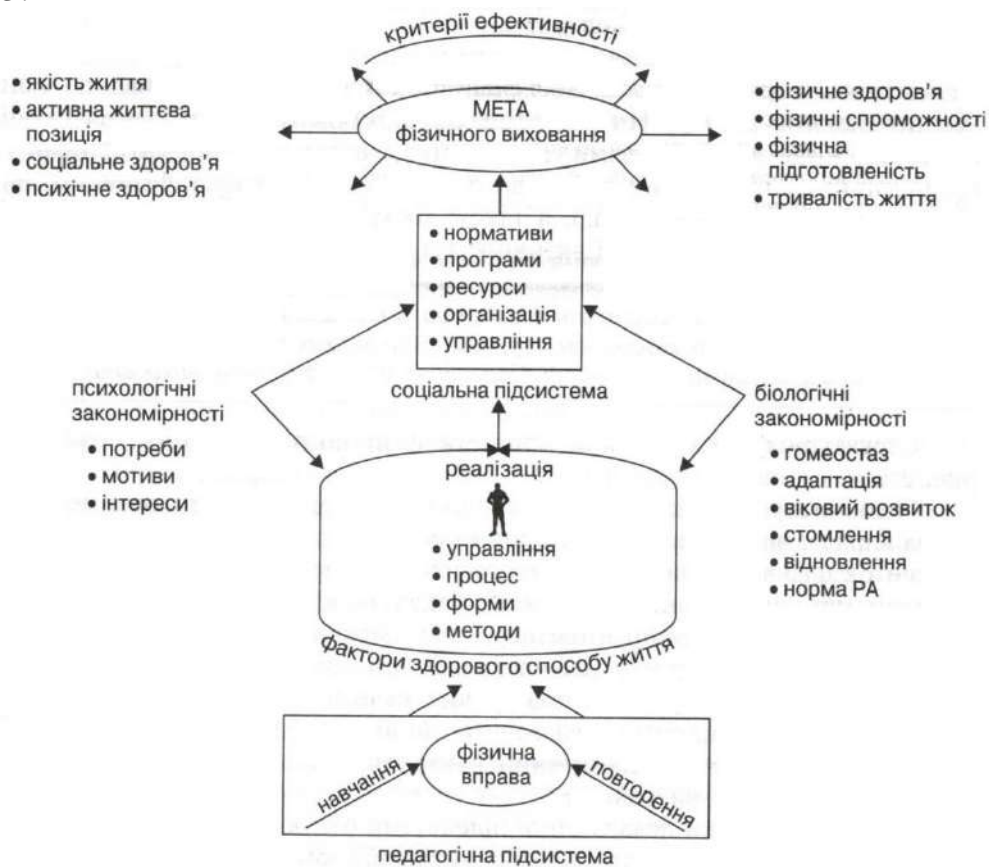 критерії ефективності
• якість життя
• активна життєва
позиція
• соціальне здоров'я
• психічне здоров'я
МЕТА
фізичного виховання
• фізичне здоров'я
• фізичні спроможності
• фізична
підготовленість
• тривалість життя
• нормативи
• програми
• ресурси
• організація
• управління
соціальна підсистема
психологічні
закономірності
• потреби
• мотиви
• інтереси
біологічні
закономірності
• гомеостаз
• адаптація
• віковий розвиток
• стомлення
• відновлення
• норма РА
реалізація
• управління
• процес
• форми
• методи
фактори здорового способу життя
фізична
вправа
навчання
повторення
педагогічна підсистема